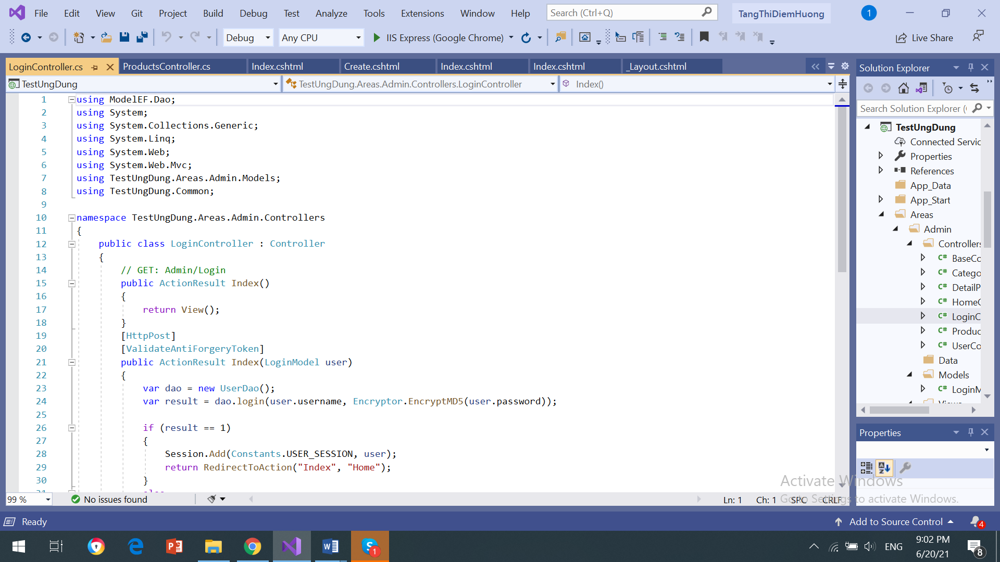 File Edit View Git Project Build Debug Test Analyze Tools Extensions Window Help Search (Ctrl+Q) TangThiDiemHuong 1
Debug Any CPU IIS Express (Google Chrome) Live Share
LoginController.cs ProductsController.cs Index.cshtml Create.cshtml Index.cshtml Index.cshtml _Layout.cshtml
TestUngDung TestUngDung.Areas.Admin.Controllers.LoginController Index()
1 using ModelEF.Dao;
2 using System;
3 using System.Collections.Generic;
4 using System.Linq;
5 using System.Web;
6 using System.Web.Mvc;
7 using TestUngDung.Areas.Admin.Models;
8 using TestUngDung.Common;
9
10 namespace TestUngDung.Areas.Admin.Controllers
11 {
12 public class LoginController : Controller
13 {
14 // GET: Admin/Login
15 public ActionResult Index()
16 {
17 return View();
18 }
19 [HttpPost]
20 [ValidateAntiForgeryToken]
21 public ActionResult Index(LoginModel user)
22 {
23 var dao = new UserDao();
24 var result = dao.login(user.username, Encryptor.EncryptMD5(user.password));
25
26 if (result == 1)
27 {
28 Session.Add(Constants.USER_SESSION, user);
29 return RedirectToAction("Index", "Home");
30 }
99 % No issues found Ln: 1 Ch: 1 SPC CRLF
Solution Explorer
Search Solution Explorer (
TestUngDung
Connected Servic
Properties
References
App_Data
App_Start
Areas
Admin
Controllers
C# BaseCo
C# Catego
C# DetailP
C# HomeC
C# LoginC
C# Produc
C# UserCo
Data
Models
C# LoginM
Properties
Activate Windows
Go to Settings to activate Windows.
Ready Add to Source Control 4
1 ENG 9:02 PM
6/20/21 8